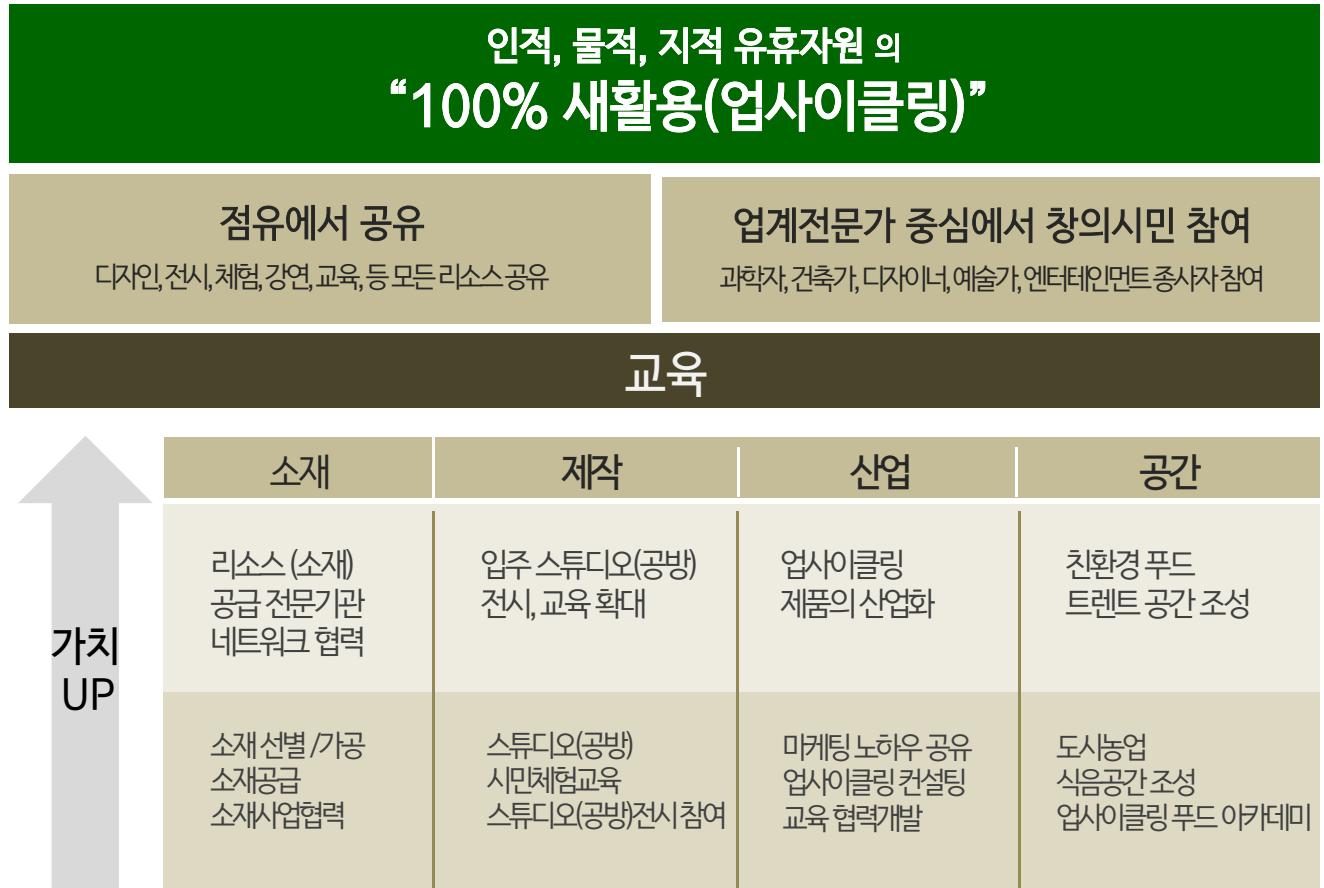 인적, 물적, 지적 유휴자원 의
“100% 새활용(업사이클링)”
점유에서 공유
디자인, 전시, 체험, 강연, 교육, 등 모든 리소스 공유
업계전문가 중심에서 창의시민 참여
과학자, 건축가, 디자이너, 예술가, 엔터테인먼트 종사자 참여
교육
가치
UP
소재
제작
산업
공간
리소스 (소재)
공급 전문기관
네트워크 협력
입주 스튜디오(공방)
전시, 교육 확대
업사이클링
제품의 산업화
친환경 푸드
트렌트 공간 조성
소재 선별 /가공
소재공급
소재사업협력
스튜디오(공방)
시민체험교육
스튜디오(공방)전시 참여
마케팅 노하우 공유
업사이클링 컨설팅
교육 협력개발
도시농업
식음공간 조성
업사이클링 푸드 아카데미